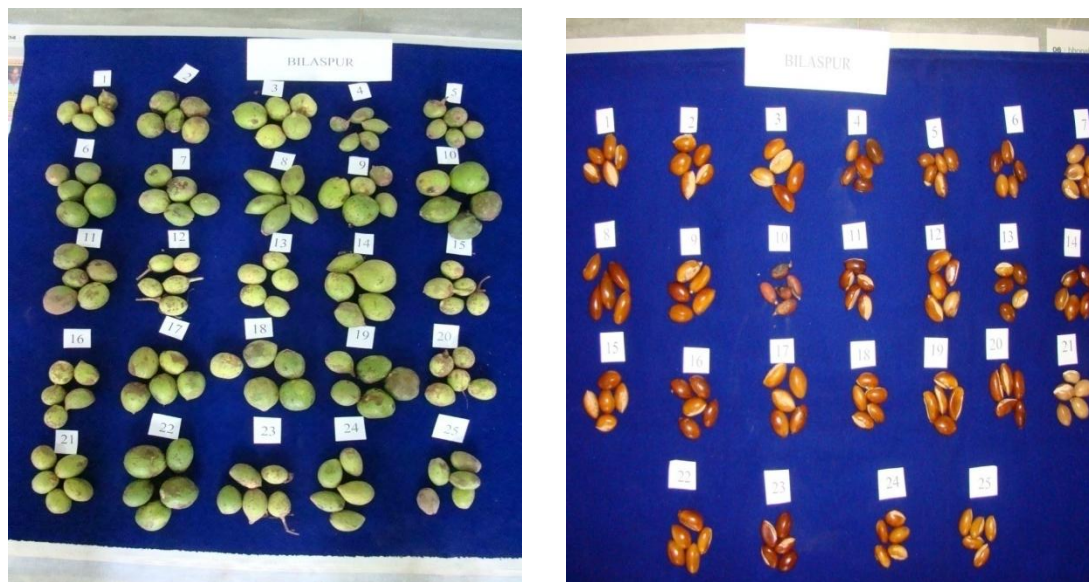 BILASPUR
1 2 3 4 5
6 7 8 9 10
11 12 13 14 15
16 17 18 19 20
21 22 23 24 25
BILASPUR
1 2 3 4 5 6 7
8 9 10 11 12 13 14
15 16 17 18 19 20 21
22 23 24 25